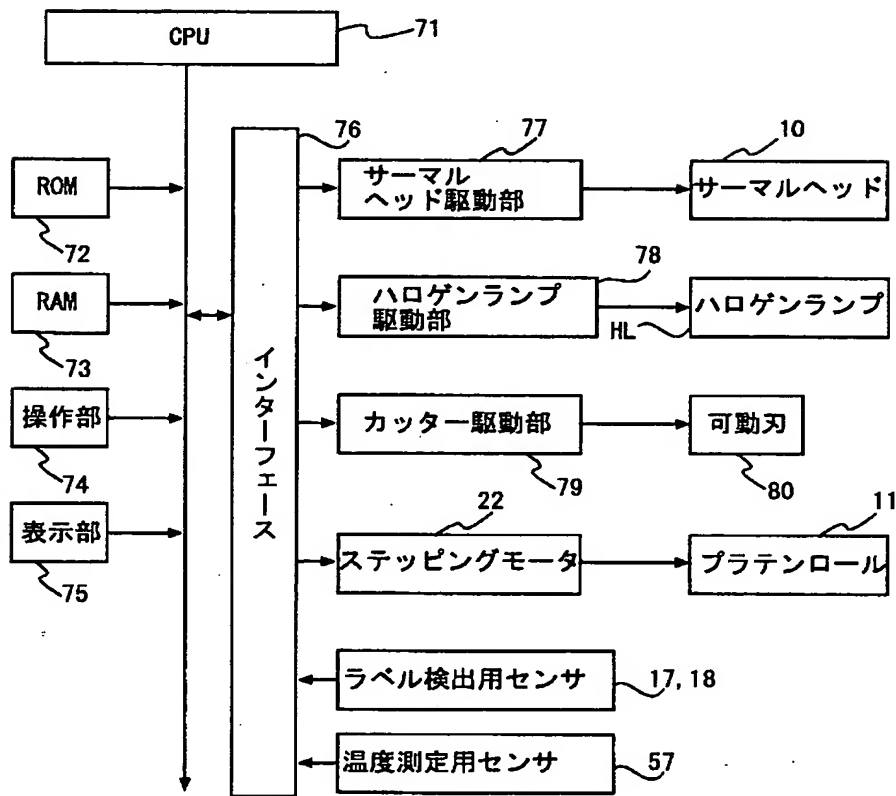 CPU
71
76
77
10
ROM
サーマル
ヘッド駆動部
サーマルヘッド
72
78
RAM
ハロゲンランプ
駆動部
HL
ハロゲンランプ
73
インターフェース
操作部
カッター駆動部
可動刃
74
79
80
22
11
表示部
ステッピングモータ
プラテンロール
75
ラベル検出用センサ
17,18
温度測定用センサ
57